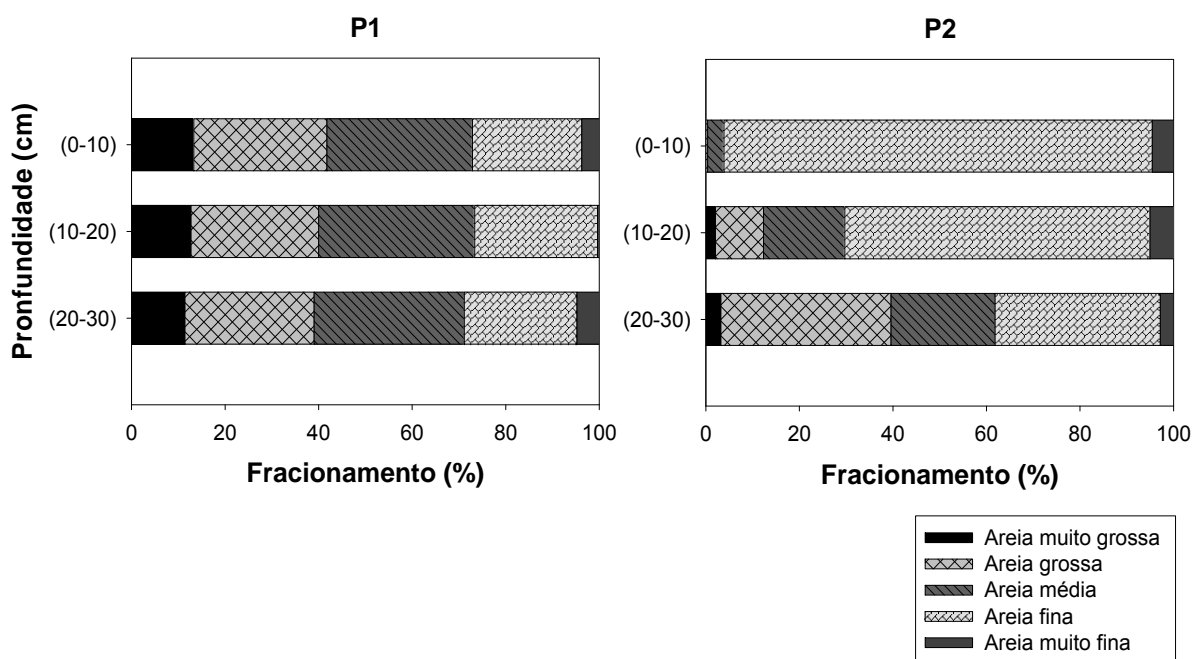 P1
Pronfundidade (cm)
(0-10)
(10-20)
(20-30)
0 20 40 60 80 100
Fracionamento (%)
P2
(0-10)
(10-20)
(20-30)
0 20 40 60 80 100
Fracionamento (%)
Areia muito grossa
Areia grossa
Areia média
Areia fina
Areia muito fina